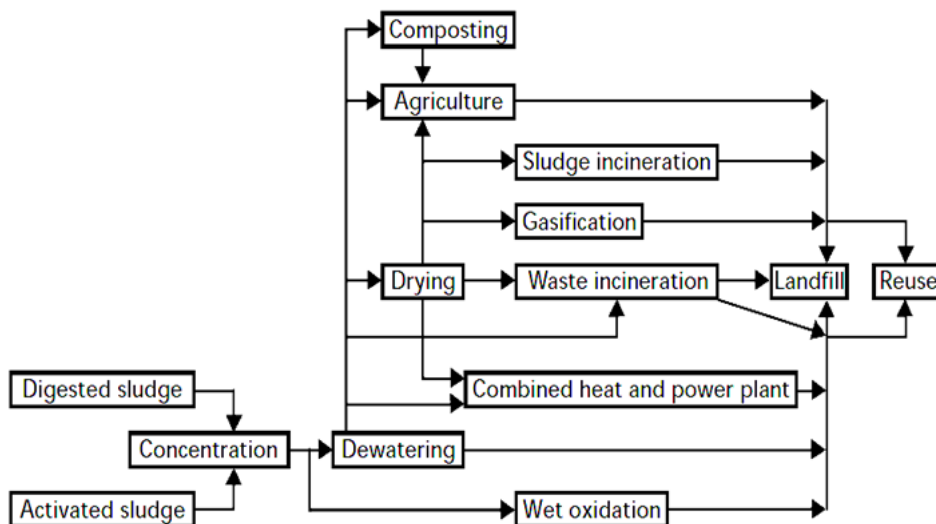 Composting
Agriculture
Sludge incineration
Gasification
Drying
Waste incineration
Landfill
Reuse
Digested sludge
Combined heat and power plant
Concentration
Dewatering
Activated sludge
Wet oxidation